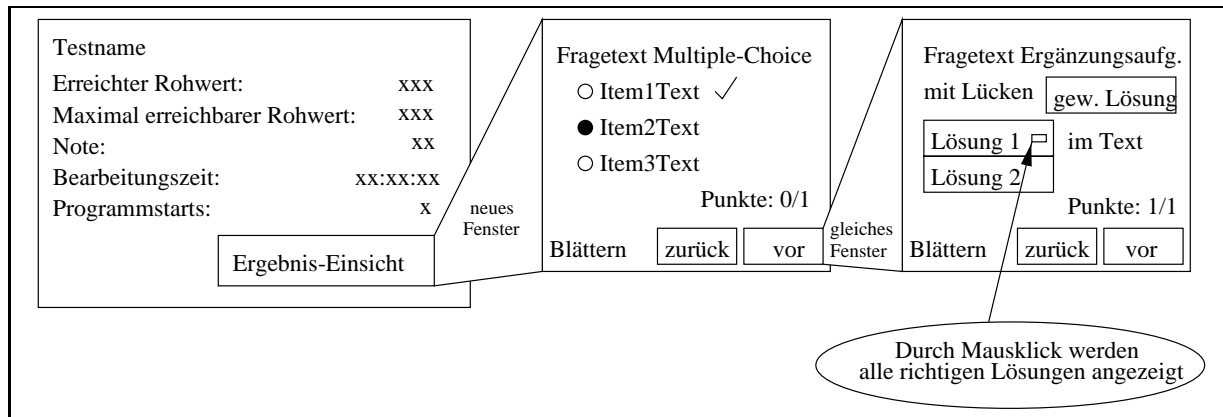 Testname
Erreichter Rohwert: xxx
Maximal erreichbarer Rohwert: xxx
Note: xx
Bearbeitungszeit: xx:xx:xx
Programmstarts: x
Ergebnis-Einsicht
neues
Fenster
Fragetext Multiple-Choice
Item1Text
Item2Text
Item3Text
Punkte: 0/1
Blättern zurück vor
gleiches
Fenster
Fragetext Ergänzungsaufg.
mit Lücken gew. Lösung
Lösung 1 im Text
Lösung 2
Punkte: 1/1
Blättern zurück vor
Durch Mausklick werden
alle richtigen Lösungen angezeigt